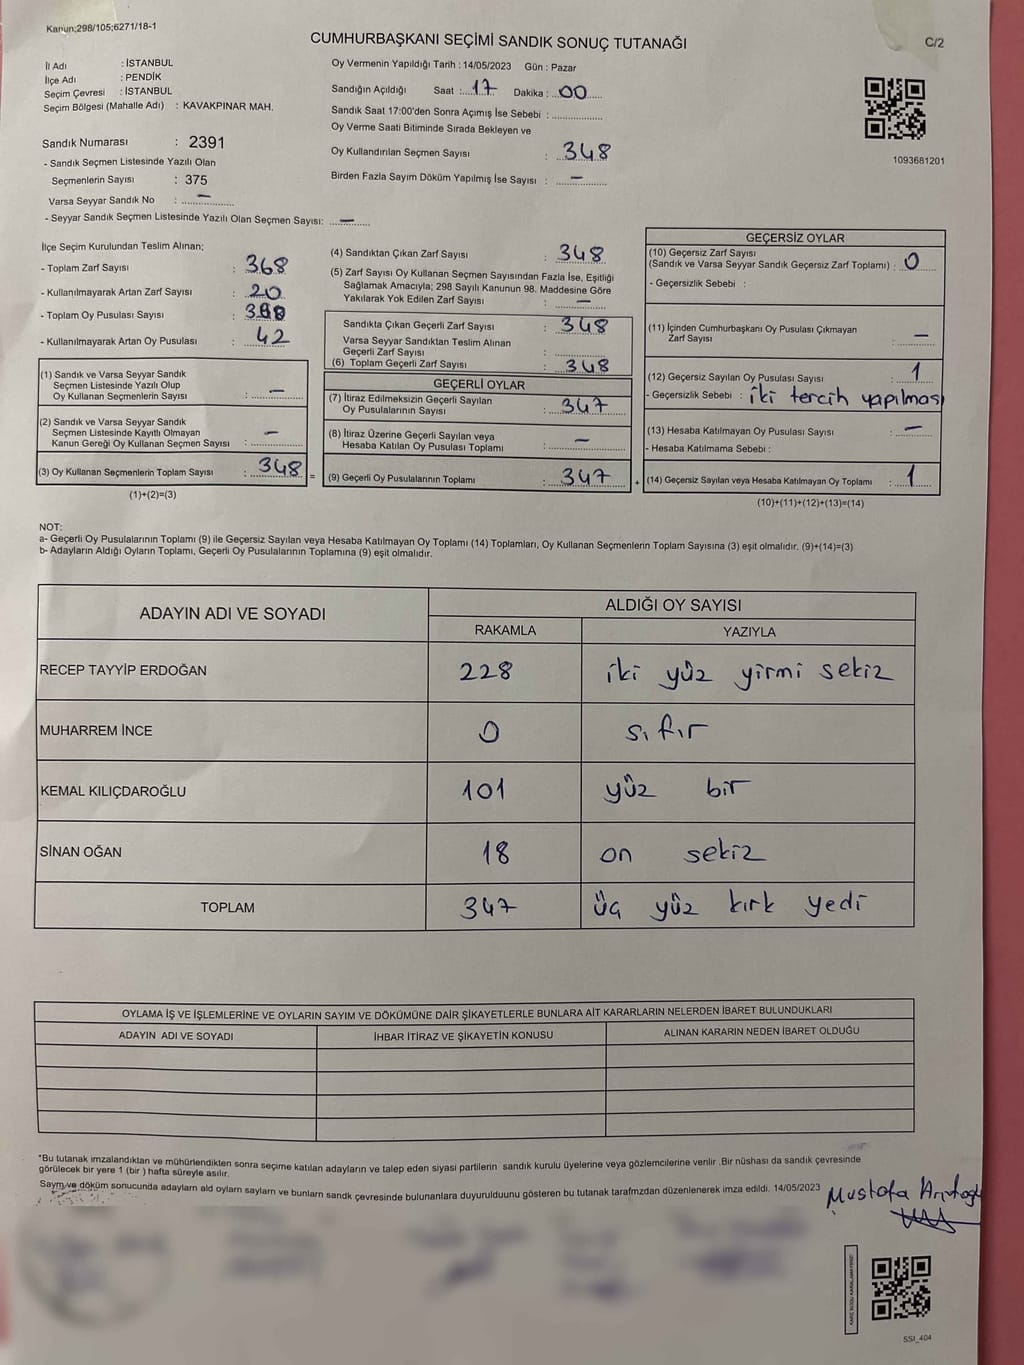 Kanun;298/105;6271/18-1
CUMHURBAŞKANI SEÇİMİ SANDIK SONUÇ TUTANAĞI
C/2
İl Adı : İSTANBUL
İlçe Adı : PENDİK
Seçim Çevresi : İSTANBUL
Seçim Bölgesi (Mahalle Adı) : KAVAKPINAR MAH.
Sandık Numarası : 2391
- Sandık Seçmen Listesinde Yazılı Olan
Seçmenlerin Sayısı : 375
Varsa Seyyar Sandık No : —
- Seyyar Sandık Seçmen Listesinde Yazılı Olan Seçmen Sayısı: —
Oy Vermenin Yapıldığı Tarih : 14/05/2023 Gün : Pazar
Sandığın Açıldığı Saat : 17 Dakika : 00
Sandık Saat 17:00'den Sonra Açımış İse Sebebi :
Oy Verme Saati Bitiminde Sırada Bekleyen ve
Oy Kullandırılan Seçmen Sayısı : 348
Birden Fazla Sayım Döküm Yapılmış İse Sayısı : —
1093681201
İlçe Seçim Kurulundan Teslim Alınan;
- Toplam Zarf Sayısı : 368
- Kullanılmayarak Artan Zarf Sayısı : 20
- Toplam Oy Pusulası Sayısı :
- Kullanılmayarak Artan Oy Pusulası : 42
(1) Sandık ve Varsa Seyyar Sandık
Seçmen Listesinde Yazılı Olup
Oy Kullanan Seçmenlerin Sayısı : —
(2) Sandık ve Varsa Seyyar Sandık
Seçmen Listesinde Kayıtlı Olmayan
Kanun Gereği Oy Kullanan Seçmen Sayısı : —
(3) Oy Kullanan Seçmenlerin Toplam Sayısı : 348 =
(1)+(2)=(3)
(4) Sandıktan Çıkan Zarf Sayısı : 348
(5) Zarf Sayısı Oy Kullanan Seçmen Sayısından Fazla İse, Eşitliği
Sağlamak Amacıyla; 298 Sayılı Kanunun 98. Maddesine Göre
Yakılarak Yok Edilen Zarf Sayısı : —
Sandıkta Çıkan Geçerli Zarf Sayısı : 348
Varsa Seyyar Sandıktan Teslim Alınan
Geçerli Zarf Sayısı :
(6) Toplam Geçerli Zarf Sayısı : 348
GEÇERLİ OYLAR
(7) İtiraz Edilmeksizin Geçerli Sayılan
Oy Pusulalarının Sayısı : 347
(8) İtiraz Üzerine Geçerli Sayılan veya
Hesaba Katılan Oy Pusulası Toplamı : —
(9) Geçerli Oy Pusulalarının Toplamı : 347 +
GEÇERSİZ OYLAR
(10) Geçersiz Zarf Sayısı
(Sandık ve Varsa Seyyar Sandık Geçersiz Zarf Toplamı) : 0
- Geçersizlik Sebebi :
(11) İçinden Cumhurbaşkanı Oy Pusulası Çıkmayan
Zarf Sayısı : —
(12) Geçersiz Sayılan Oy Pusulası Sayısı : 1
- Geçersizlik Sebebi : iki tercih yapılması
(13) Hesaba Katılmayan Oy Pusulası Sayısı : —
- Hesaba Katılmama Sebebi :
(14) Geçersiz Sayılan veya Hesaba Katılmayan Oy Toplamı : 1
(10)+(11)+(12)+(13)=(14)
NOT:
a- Geçerli Oy Pusulalarının Toplamı (9) ile Geçersiz Sayılan veya Hesaba Katılmayan Oy Toplamı (14) Toplamları, Oy Kullanan Seçmenlerin Toplam Sayısına (3) eşit olmalıdır. (9)+(14)=(3)
b- Adayların Aldığı Oyların Toplamı, Geçerli Oy Pusulalarının Toplamına (9) eşit olmalıdır.
ADAYIN ADI VE SOYADI
ALDIĞI OY SAYISI
RAKAMLA YAZIYLA
RECEP TAYYİP ERDOĞAN 228 iki yüz yirmi sekiz
MUHARREM İNCE 0 sıfır
KEMAL KILIÇDAROĞLU 101 yüz bir
SİNAN OĞAN 18 on sekiz
TOPLAM 347 üç yüz kırk yedi
OYLAMA İŞ VE İŞLEMLERİNE VE OYLARIN SAYIM VE DÖKÜMÜNE DAİR ŞİKAYETLERLE BUNLARA AİT KARARLARIN NELERDEN İBARET BULUNDUKLARI
ADAYIN ADI VE SOYADI İHBAR İTİRAZ VE ŞİKAYETİN KONUSU ALINAN KARARIN NEDEN İBARET OLDUĞU
*Bu tutanak imzalandıktan ve mühürlendikten sonra seçime katılan adayların ve talep eden siyasi partilerin sandık kurulu üyelerine veya gözlemcilerine verilir .Bir nüshası da sandık çevresinde
görülecek bir yere 1 (bir ) hafta süreyle asılır.
Saym ve döküm sonucunda adaylarn ald oylarn saylarn ve bunlarn sandk çevresinde bulunanlara duyurulduunu gösteren bu tutanak tarafmzdan düzenlenerek imza edildi. 14/05/2023
Mustafa
SSI_404